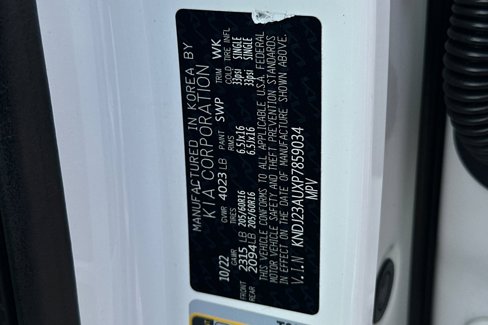 MANUFACTURED IN KOREA BY
KIA CORPORATION
10/22 GVWR 4023 LB PAINT SWP TRIM WK
GAWR TIRES RIMS COLD TIRE INFL
FRONT 2315 LB 205/60R16 6.5Jx16 33psi SINGLE
REAR 2094 LB 205/60R16 6.5Jx16 33psi SINGLE
THIS VEHICLE CONFORMS TO ALL APPLICABLE U.S.A. FEDERAL
MOTOR VEHICLE SAFETY AND THEFT PREVENTION STANDARDS
IN EFFECT ON THE DATE OF MANUFACTURE SHOWN ABOVE.
V.I.N KNDJ23AUXP7859034
MPV